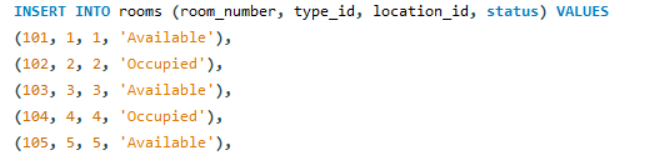 INSERT INTO rooms (room_number, type_id, location_id, status) VALUES
(101, 1, 1, 'Available'),
(102, 2, 2, 'Occupied'),
(103, 3, 3, 'Available'),
(104, 4, 4, 'Occupied'),
(105, 5, 5, 'Available'),